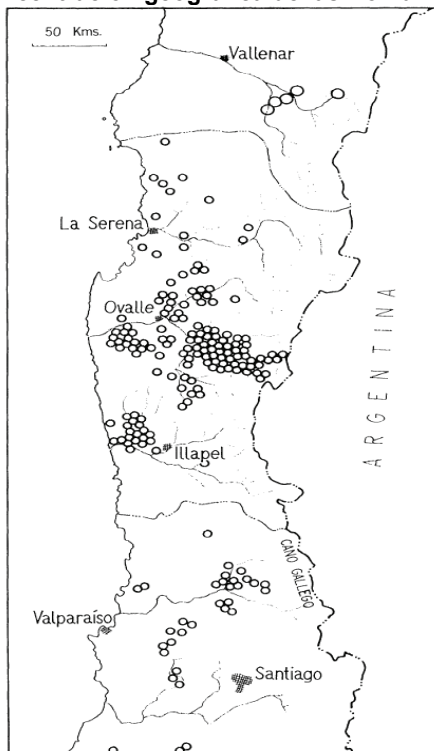 50 Kms.
Vallenar
La Serena
Ovalle
ARGENTINA
Illapel
CANO GALLEGO
Valparaíso
Santiago